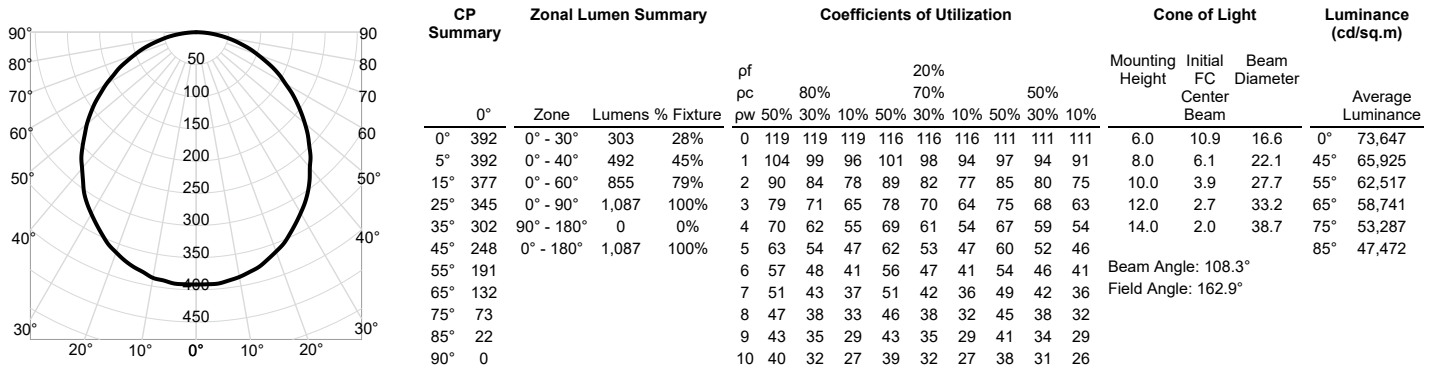 CP Summary
0°
0° 392
5° 392
15° 377
25° 345
35° 302
45° 248
55° 191
65° 132
75° 73
85° 22
90° 0
Zonal Lumen Summary
Zone Lumens % Fixture
0° - 30° 303 28%
0° - 40° 492 45%
0° - 60° 855 79%
0° - 90° 1,087 100%
90° - 180° 0 0%
0° - 180° 1,087 100%
Coefficients of Utilization
ρf 20%
ρc 80% 70% 50%
ρw 50% 30% 10% 50% 30% 10% 50% 30% 10%
0 119 119 119 116 116 116 111 111 111
1 104 99 96 101 98 94 97 94 91
2 90 84 78 89 82 77 85 80 75
3 79 71 65 78 70 64 75 68 63
4 70 62 55 69 61 54 67 59 54
5 63 54 47 62 53 47 60 52 46
6 57 48 41 56 47 41 54 46 41
7 51 43 37 51 42 36 49 42 36
8 47 38 33 46 38 32 45 38 32
9 43 35 29 43 35 29 41 34 29
10 40 32 27 39 32 27 38 31 26
Cone of Light
Mounting Height Initial FC Center Beam Beam Diameter
6.0 10.9 16.6
8.0 6.1 22.1
10.0 3.9 27.7
12.0 2.7 33.2
14.0 2.0 38.7
Beam Angle: 108.3°
Field Angle: 162.9°
Luminance
(cd/sq.m)
Average
Luminance
0° 73,647
45° 65,925
55° 62,517
65° 58,741
75° 53,287
85° 47,472
90° 90
80° 80
70° 70
60° 60
50° 50°
40° 40°
30° 30°
20° 10° 0° 10° 20°
50
100
150
200
250
300
350
400
450